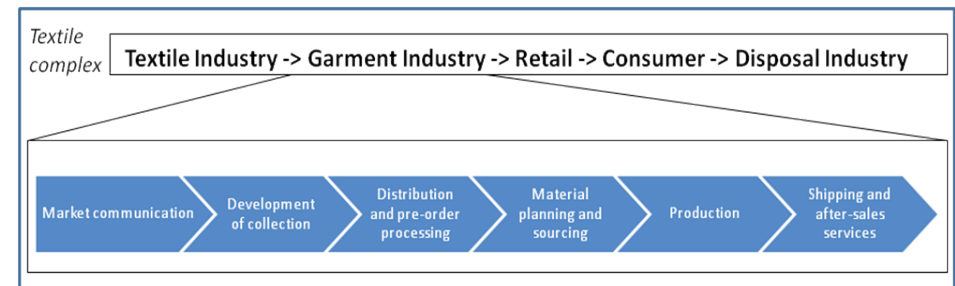 Textile
complex
Textile Industry -> Garment Industry -> Retail -> Consumer -> Disposal Industry
Market communication
Development
of collection
Distribution
and pre-order
processing
Material
planning and
sourcing
Production
Shipping and
after-sales
services